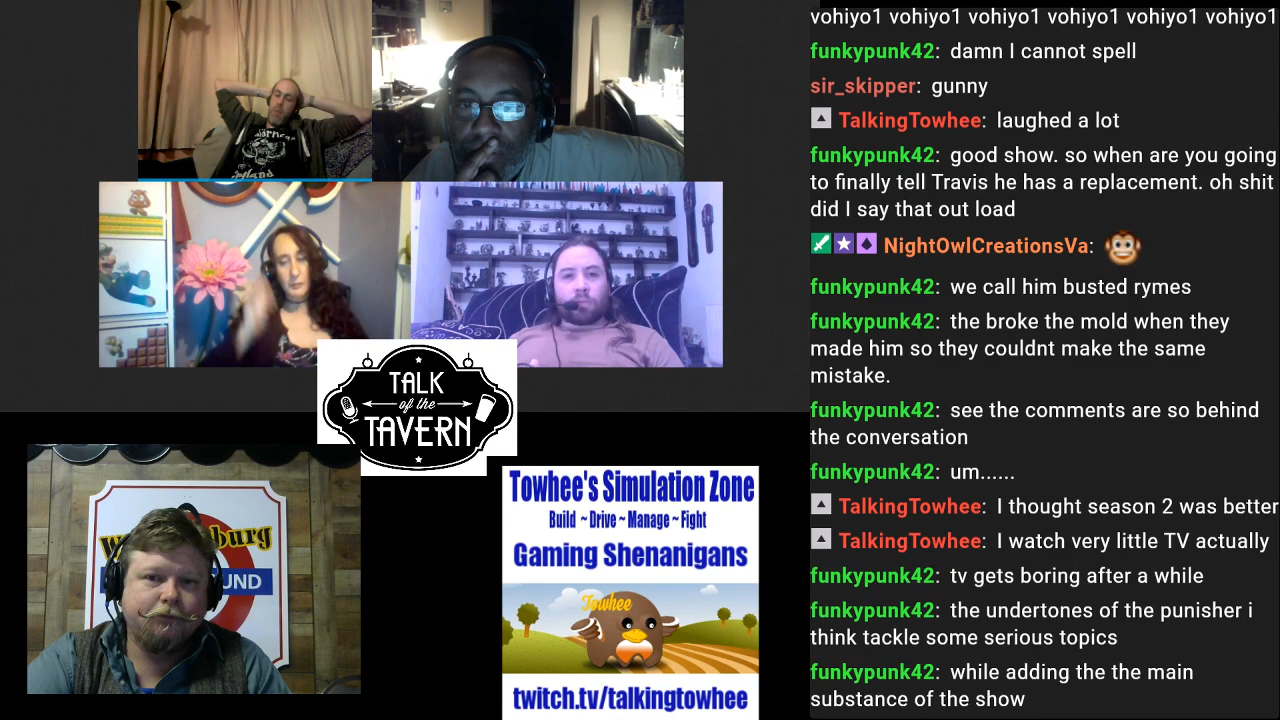 vohiyo1 vohiyo1 vohiyo1 vohiyo1 vohiyo1 vohiyo1
funkypunk42: damn I cannot spell
sir_skipper: gunny
TalkingTowhee: laughed a lot
funkypunk42: good show. so when are you going
to finally tell Travis he has a replacement. oh shit
did I say that out load
NightOwlCreationsVa:
funkypunk42: we call him busted rymes
funkypunk42: the broke the mold when they
made him so they couldnt make the same
mistake.
funkypunk42: see the comments are so behind
the conversation
funkypunk42: um......
TalkingTowhee: I thought season 2 was better
TalkingTowhee: I watch very little TV actually
funkypunk42: tv gets boring after a while
funkypunk42: the undertones of the punisher i
think tackle some serious topics
funkypunk42: while adding the the main
substance of the show
TALK
of the
TAVERN
Towhee's Simulation Zone
Build ~ Drive ~ Manage ~ Fight
Gaming Shenanigans
Towhee
twitch.tv/talkingtowhee